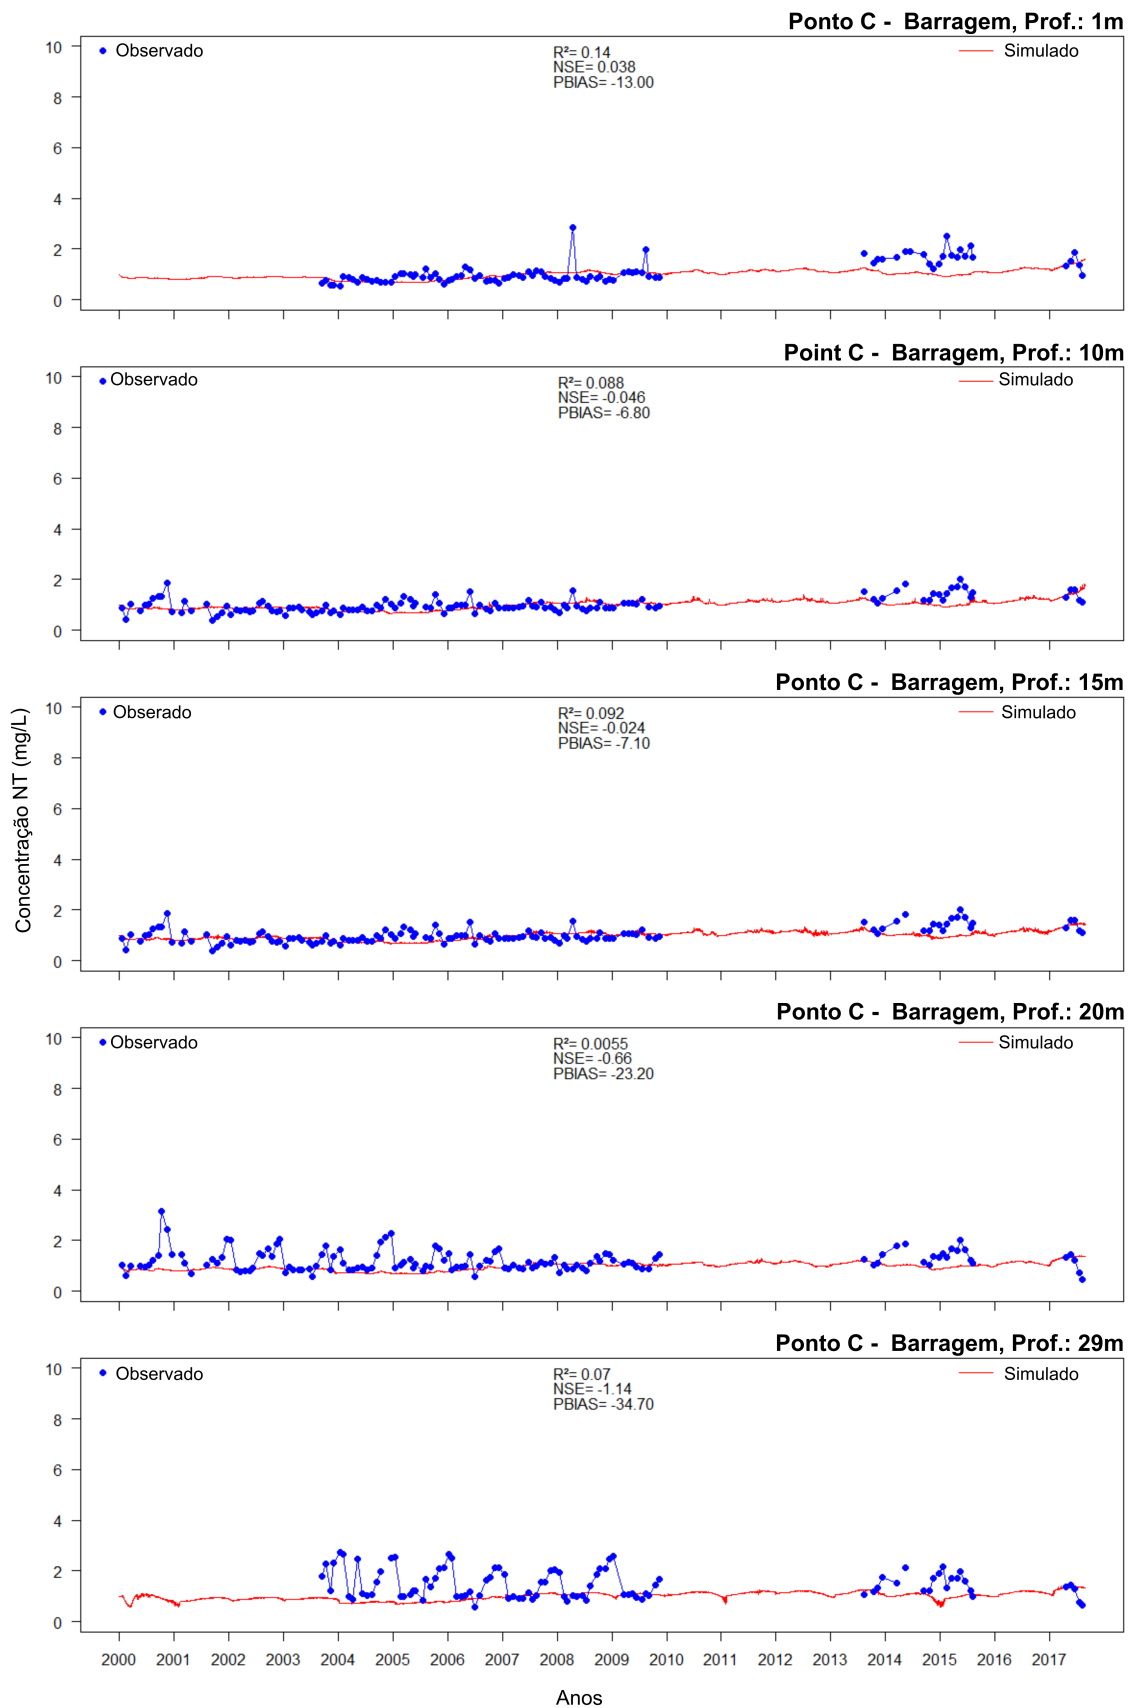 Ponto C - Barragem, Prof.: 1m
10
8
6
4
2
0
Observado
R²= 0.14
NSE= 0.038
PBIAS= -13.00
Simulado
Point C - Barragem, Prof.: 10m
10
8
6
4
2
0
Observado
R²= 0.088
NSE= -0.046
PBIAS= -6.80
Simulado
Ponto C - Barragem, Prof.: 15m
10
8
6
4
2
0
Obserado
R²= 0.092
NSE= -0.024
PBIAS= -7.10
Simulado
Concentração NT (mg/L)
Ponto C - Barragem, Prof.: 20m
10
8
6
4
2
0
Observado
R²= 0.0055
NSE= -0.66
PBIAS= -23.20
Simulado
Ponto C - Barragem, Prof.: 29m
10
8
6
4
2
0
Observado
R²= 0.07
NSE= -1.14
PBIAS= -34.70
Simulado
2000 2001 2002 2003 2004 2005 2006 2007 2008 2009 2010 2011 2012 2013 2014 2015 2016 2017
Anos